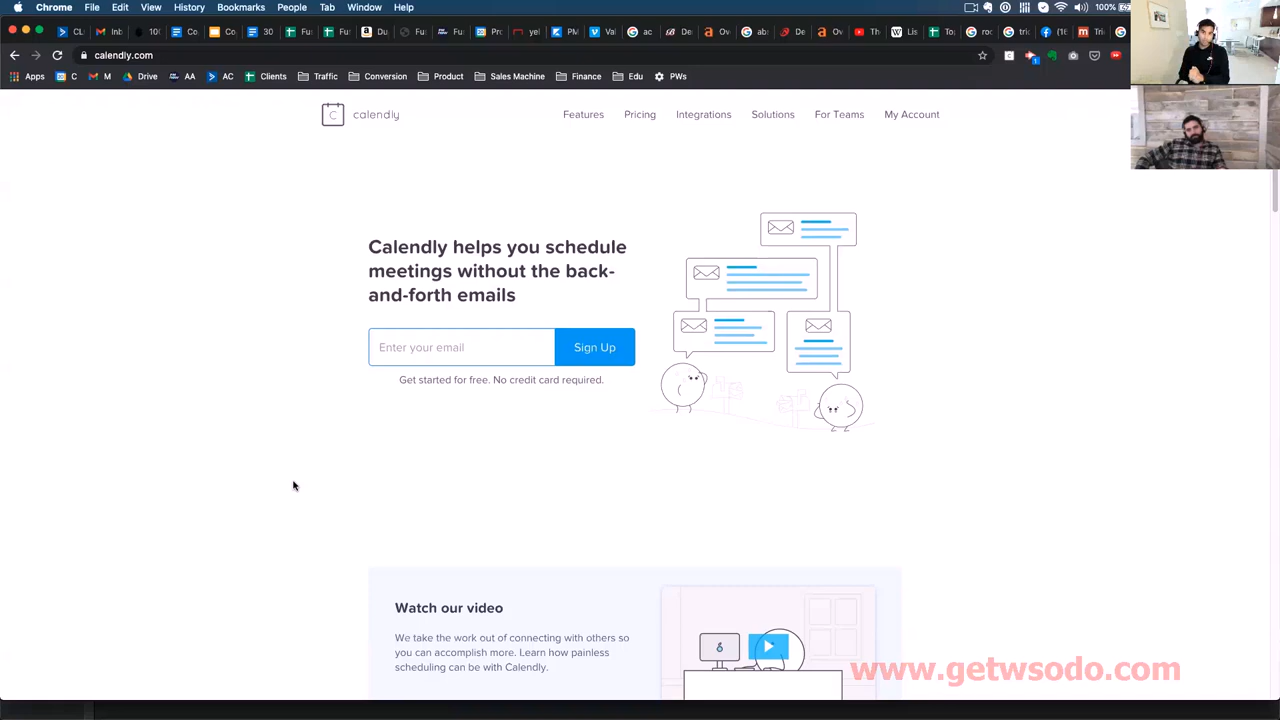 Chrome File Edit View History Bookmarks People Tab Window Help 100%
calendly.com
Apps C M Drive AA AC Clients Traffic Conversion Product Sales Machine Finance Edu PWs
calendly Features Pricing Integrations Solutions For Teams My Account
Calendly helps you schedule
meetings without the back-
and-forth emails
Enter your email Sign Up
Get started for free. No credit card required.
Watch our video
We take the work out of connecting with others so
you can accomplish more. Learn how painless
scheduling can be with Calendly.
www.getwsodo.com